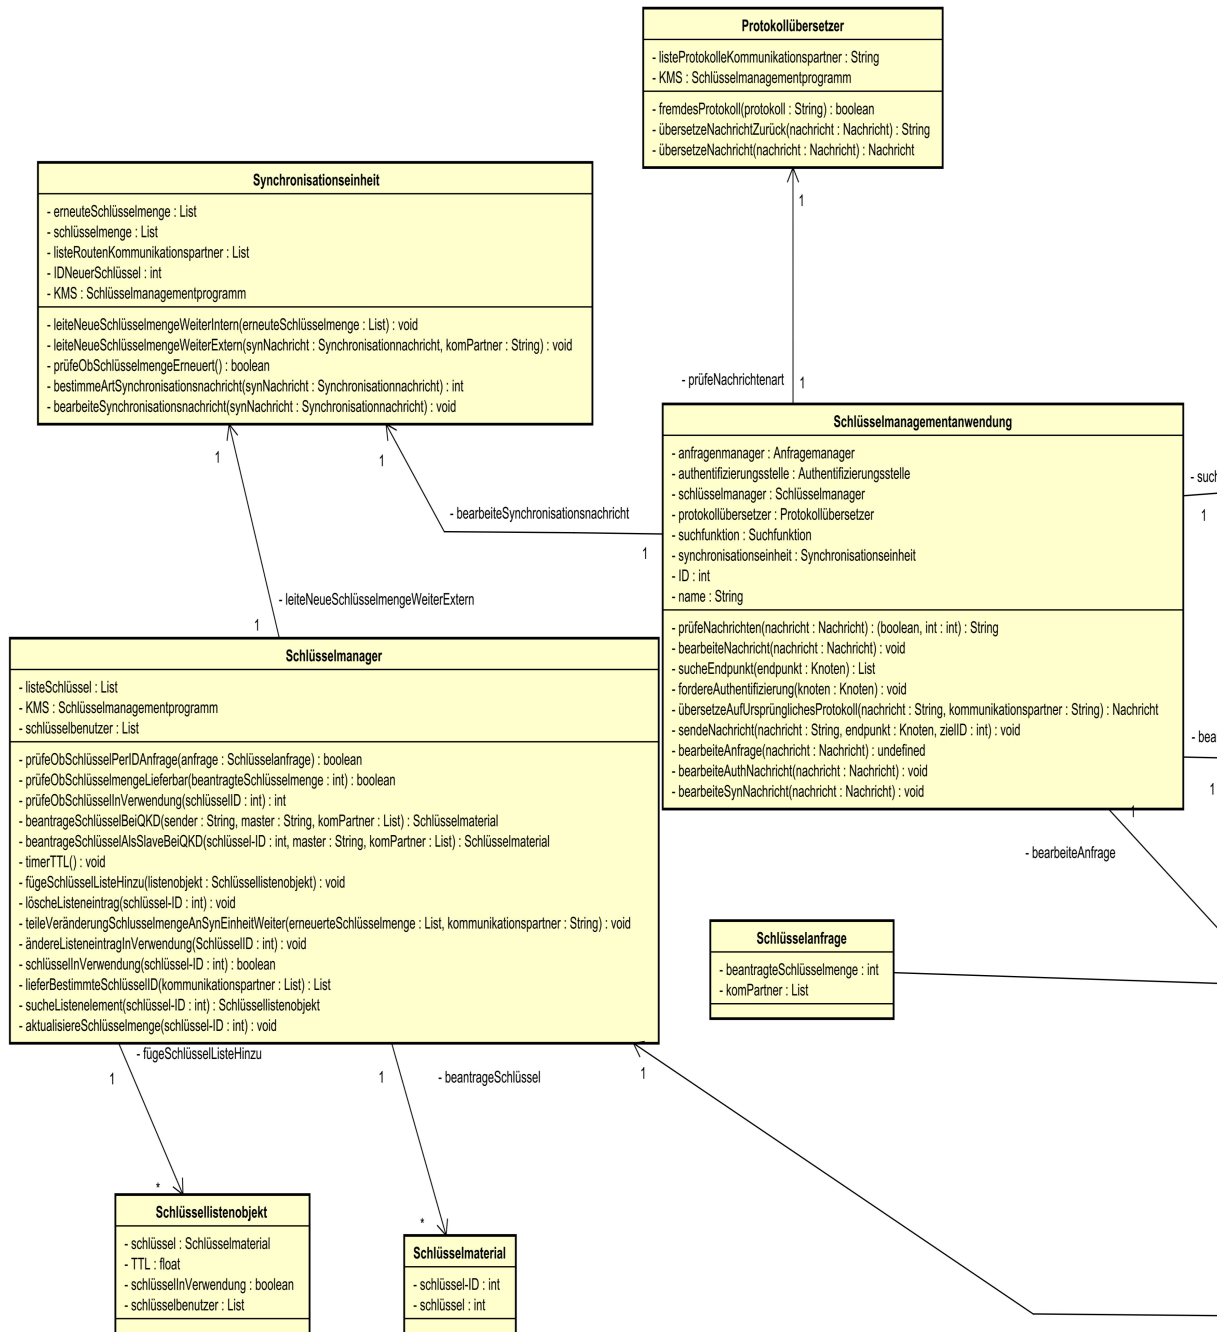 Protokollübersetzer
- listeProtokolleKommunikationspartner : String
- KMS : Schlüsselmanagementprogramm
- fremdesProtokoll(protokoll : String) : boolean
- übersetzeNachrichtZurück(nachricht : Nachricht) : String
- übersetzeNachricht(nachricht : Nachricht) : Nachricht
1
- prüfeNachrichtenart
1
Synchronisationseinheit
- erneuteSchlüsselmenge : List
- schlüsselmenge : List
- listeRoutenKommunikationspartner : List
- IDNeuerSchlüssel : int
- KMS : Schlüsselmanagementprogramm
- leiteNeueSchlüsselmengeWeiterIntern(erneuteSchlüsselmenge : List) : void
- leiteNeueSchlüsselmengeWeiterExtern(synNachricht : Synchronisationnachricht, komPartner : String) : void
- prüfeObSchlüsselmengeErneuert() : boolean
- bestimmeArtSynchronisationsnachricht(synNachricht : Synchronisationnachricht) : int
- bearbeiteSynchronisationsnachricht(synNachricht : Synchronisationnachricht) : void
1
1
- bearbeiteSynchronisationsnachricht
1
- leiteNeueSchlüsselmengeWeiterExtern
1
Schlüsselmanagementanwendung
- anfragenmanager : Anfragemanager
- authentifizierungsstelle : Authentifizierungsstelle
- schlüsselmanager : Schlüsselmanager
- protokollübersetzer : Protokollübersetzer
- suchfunktion : Suchfunktion
- synchronisationseinheit : Synchronisationseinheit
- ID : int
- name : String
- prüfeNachrichten(nachricht : Nachricht) : (boolean, int : int) : String
- bearbeiteNachricht(nachricht : Nachricht) : void
- sucheEndpunkt(endpunkt : Knoten) : List
- fordereAuthentifizierung(knoten : Knoten) : void
- übersetzeAufUrsprünglichesProtokoll(nachricht : String, kommunikationspartner : String) : Nachricht
- sendeNachricht(nachricht : String, endpunkt : Knoten, zielID : int) : void
- bearbeiteAnfrage(nachricht : Nachricht) : undefined
- bearbeiteAuthNachricht(nachricht : Nachricht) : void
- bearbeiteSynNachricht(nachricht : Nachricht) : void
- such
1
- bea
1
1
- bearbeiteAnfrage
Schlüsselmanager
- listeSchlüssel : List
- KMS : Schlüsselmanagementprogramm
- schlüsselbenutzer : List
- prüfeObSchlüsselPerIDAnfrage(anfrage : Schlüsselanfrage) : boolean
- prüfeObSchlüsselmengeLieferbar(beantragteSchlüsselmenge : int) : boolean
- prüfeObSchlüsselInVerwendung(schlüsselID : int) : int
- beantrageSchlüsselBeiQKD(sender : String, master : String, komPartner : List) : Schlüsselmaterial
- beantrageSchlüsselAlsSlaveBeiQKD(schlüssel-ID : int, master : String, komPartner : List) : Schlüsselmaterial
- timerTTL() : void
- fügeSchlüsselListeHinzu(listenobjekt : Schlüssellistenobjekt) : void
- löscheListeneintrag(schlüssel-ID : int) : void
- teileVeränderungSchlusselmengeAnSynEinheitWeiter(erneuerteSchlüsselmenge : List, kommunikationspartner : String) : void
- ändereListeneintragInVerwendung(SchlüsselID : int) : void
- schlüsselInVerwendung(schlüssel-ID : int) : boolean
- lieferBestimmteSchlüsselID(kommunikationspartner : List) : List
- sucheListenelement(schlüssel-ID : int) : Schlüssellistenobjekt
- aktualisiereSchlüsselmenge(schlüssel-ID : int) : void
Schlüsselanfrage
- beantragteSchlüsselmenge : int
- komPartner : List
- fügeSchlüsselListeHinzu
1
1
- beantrageSchlüssel
1
*
*
Schlüssellistenobjekt
- schlüssel : Schlüsselmaterial
- TTL : float
- schlüsselInVerwendung : boolean
- schlüsselbenutzer : List
Schlüsselmaterial
- schlüssel-ID : int
- schlüssel : int